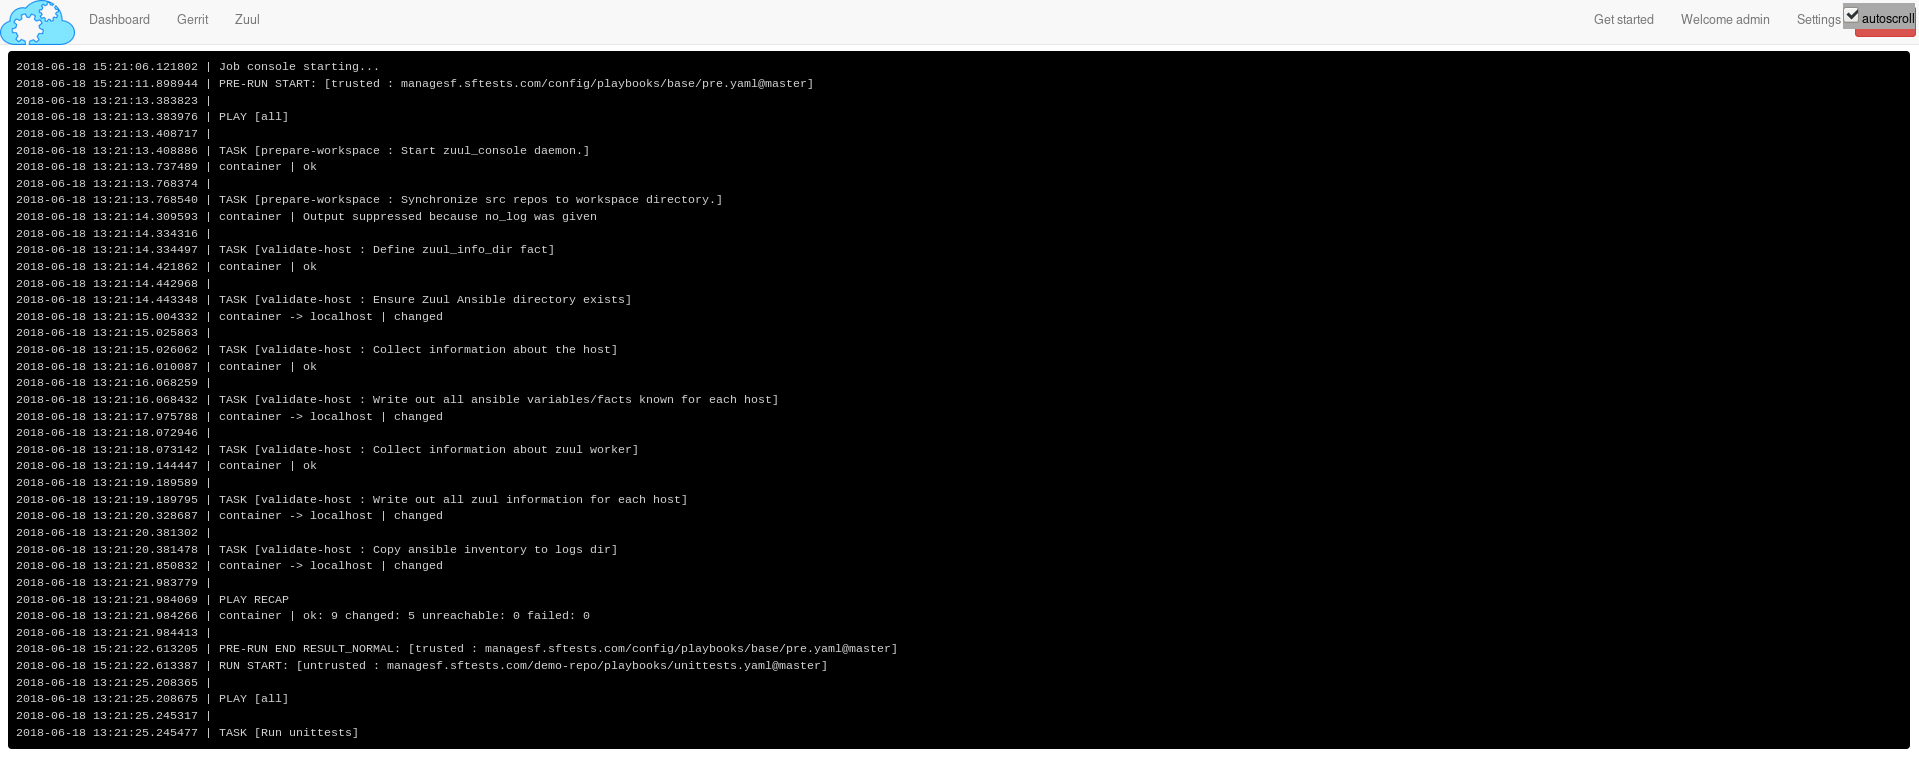 Dashboard Gerrit Zuul Get started Welcome admin Settings autoscroll
2018-06-18 15:21:06.121802 | Job console starting...
2018-06-18 15:21:11.898944 | PRE-RUN START: [trusted : managesf.sftests.com/config/playbooks/base/pre.yaml@master]
2018-06-18 13:21:13.383823 |
2018-06-18 13:21:13.383976 | PLAY [all]
2018-06-18 13:21:13.408717 |
2018-06-18 13:21:13.408886 | TASK [prepare-workspace : Start zuul_console daemon.]
2018-06-18 13:21:13.737489 | container | ok
2018-06-18 13:21:13.768374 |
2018-06-18 13:21:13.768540 | TASK [prepare-workspace : Synchronize src repos to workspace directory.]
2018-06-18 13:21:14.309593 | container | Output suppressed because no_log was given
2018-06-18 13:21:14.334316 |
2018-06-18 13:21:14.334497 | TASK [validate-host : Define zuul_info_dir fact]
2018-06-18 13:21:14.421862 | container | ok
2018-06-18 13:21:14.442968 |
2018-06-18 13:21:14.443348 | TASK [validate-host : Ensure Zuul Ansible directory exists]
2018-06-18 13:21:15.004332 | container -> localhost | changed
2018-06-18 13:21:15.025863 |
2018-06-18 13:21:15.026062 | TASK [validate-host : Collect information about the host]
2018-06-18 13:21:16.010087 | container | ok
2018-06-18 13:21:16.068259 |
2018-06-18 13:21:16.068432 | TASK [validate-host : Write out all ansible variables/facts known for each host]
2018-06-18 13:21:17.975788 | container -> localhost | changed
2018-06-18 13:21:18.072946 |
2018-06-18 13:21:18.073142 | TASK [validate-host : Collect information about zuul worker]
2018-06-18 13:21:19.144447 | container | ok
2018-06-18 13:21:19.189589 |
2018-06-18 13:21:19.189795 | TASK [validate-host : Write out all zuul information for each host]
2018-06-18 13:21:20.328687 | container -> localhost | changed
2018-06-18 13:21:20.381302 |
2018-06-18 13:21:20.381478 | TASK [validate-host : Copy ansible inventory to logs dir]
2018-06-18 13:21:21.850832 | container -> localhost | changed
2018-06-18 13:21:21.983779 |
2018-06-18 13:21:21.984069 | PLAY RECAP
2018-06-18 13:21:21.984266 | container | ok: 9 changed: 5 unreachable: 0 failed: 0
2018-06-18 13:21:21.984413 |
2018-06-18 15:21:22.613205 | PRE-RUN END RESULT_NORMAL: [trusted : managesf.sftests.com/config/playbooks/base/pre.yaml@master]
2018-06-18 15:21:22.613387 | RUN START: [untrusted : managesf.sftests.com/demo-repo/playbooks/unittests.yaml@master]
2018-06-18 13:21:25.208365 |
2018-06-18 13:21:25.208675 | PLAY [all]
2018-06-18 13:21:25.245317 |
2018-06-18 13:21:25.245477 | TASK [Run unittests]